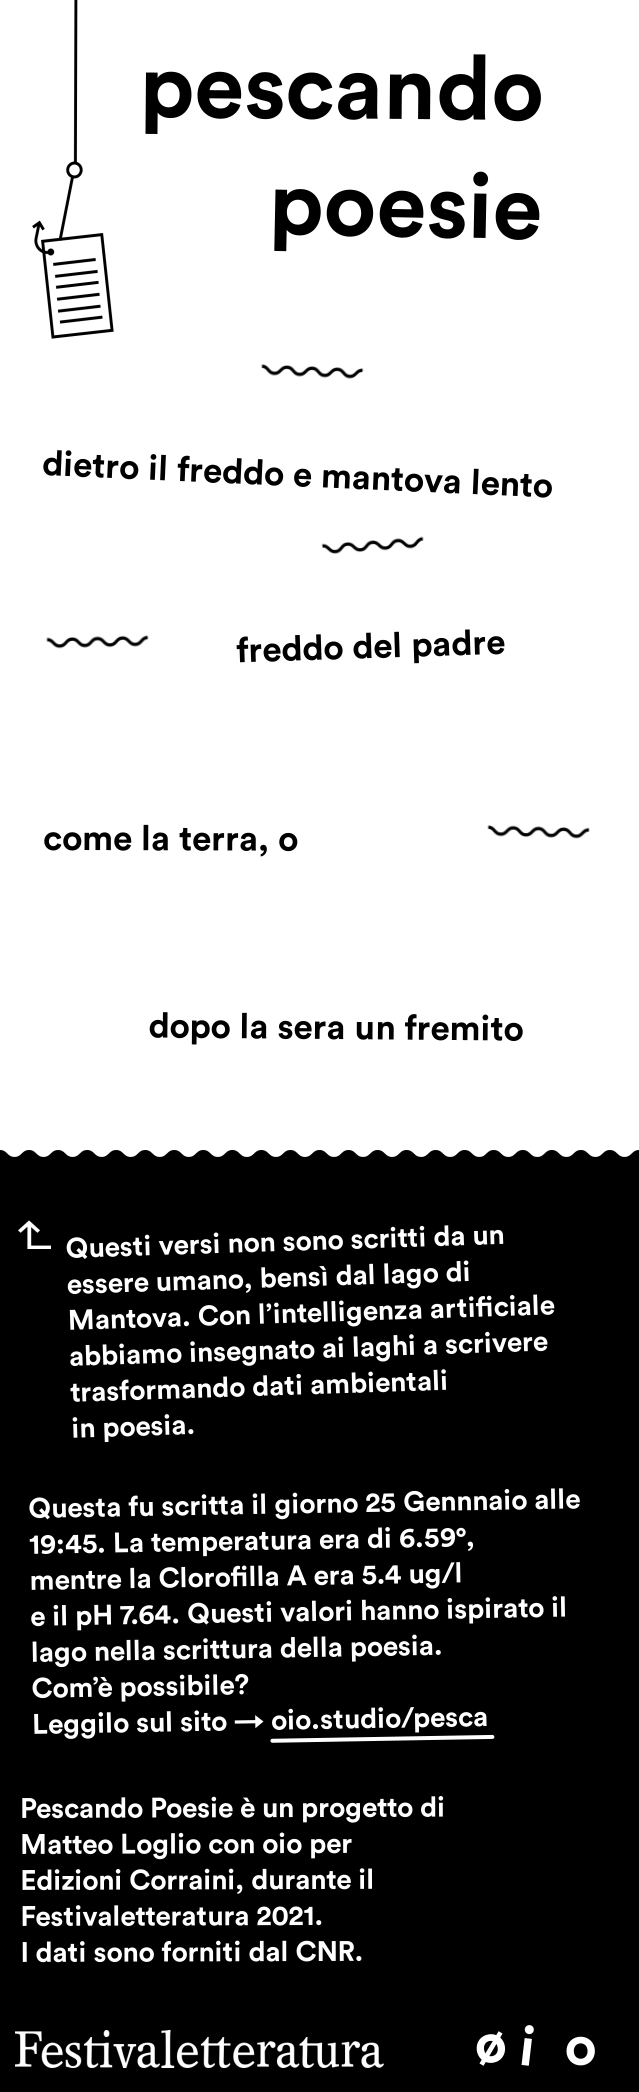 pescando
poesie
dietro il freddo e mantova lento
freddo del padre
come la terra, o
dopo la sera un fremito
Questi versi non sono scritti da un
essere umano, bensì dal lago di
Mantova. Con l’intelligenza artificiale
abbiamo insegnato ai laghi a scrivere
trasformando dati ambientali
in poesia.
Questa fu scritta il giorno 25 Gennnaio alle
19:45. La temperatura era di 6.59°,
mentre la Clorofilla A era 5.4 ug/l
e il pH 7.64. Questi valori hanno ispirato il
lago nella scrittura della poesia.
Com’è possibile?
Leggilo sul sito → oio.studio/pesca
Pescando Poesie è un progetto di
Matteo Loglio con oio per
Edizioni Corraini, durante il
Festivaletteratura 2021.
I dati sono forniti dal CNR.
Festivaletteratura øio